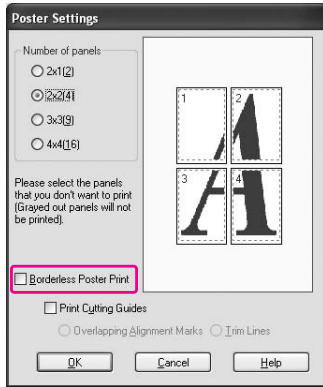 Poster Settings
Number of panels
2x1(2)
2x2(4)
3x3(9)
4x4(16)
1
2
3
4
Please select the panels
that you don't want to print
(Grayed out panels will not
be printed).
Borderless Poster Print
Print Cutting Guides
Overlapping Alignment Marks
Trim Lines
OK
Cancel
Help